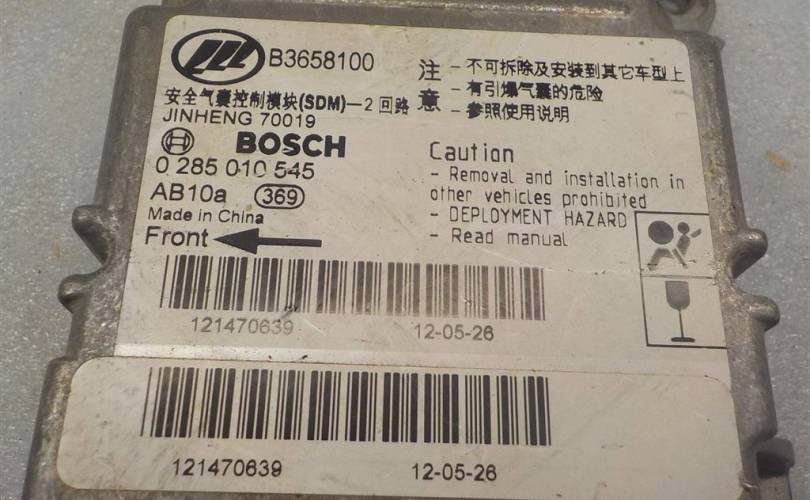 B3658100
安全气囊控制模块(SDM)—2回路
JINHENG 70019
BOSCH
0 285 010 545
AB10a 369
Made in China
Front
注意
- 不可拆除及安装到其它车型上
- 有引爆气囊的危险
- 参照使用说明
Caution
- Removal and installation in
other vehicles prohibited
- DEPLOYMENT HAZARD
- Read manual
121470639 12-05-26
121470639 12-05-26